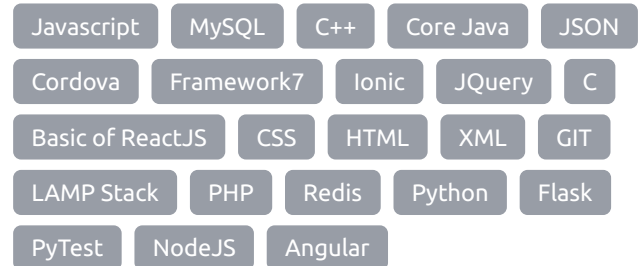 Javascript MySQL C++ Core Java JSON
Cordova Framework7 Ionic JQuery C
Basic of ReactJS CSS HTML XML GIT
LAMP Stack PHP Redis Python Flask
PyTest NodeJS Angular